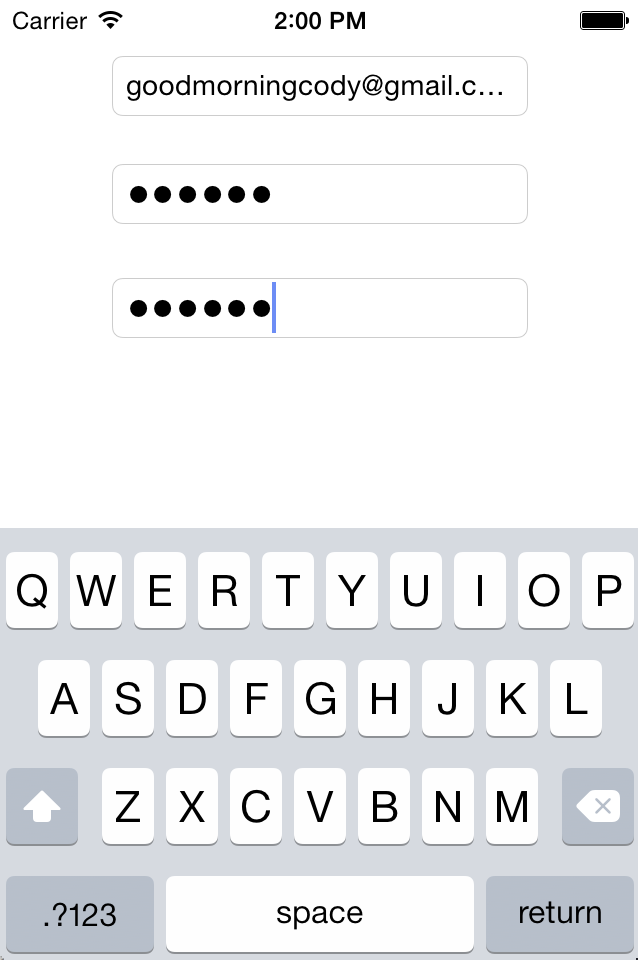 Carrier 2:00 PM
goodmorningcody@gmail.c...
●●●●●●
●●●●●●
Q W E R T Y U I O P
A S D F G H J K L
Z X C V B N M
.?123 space return